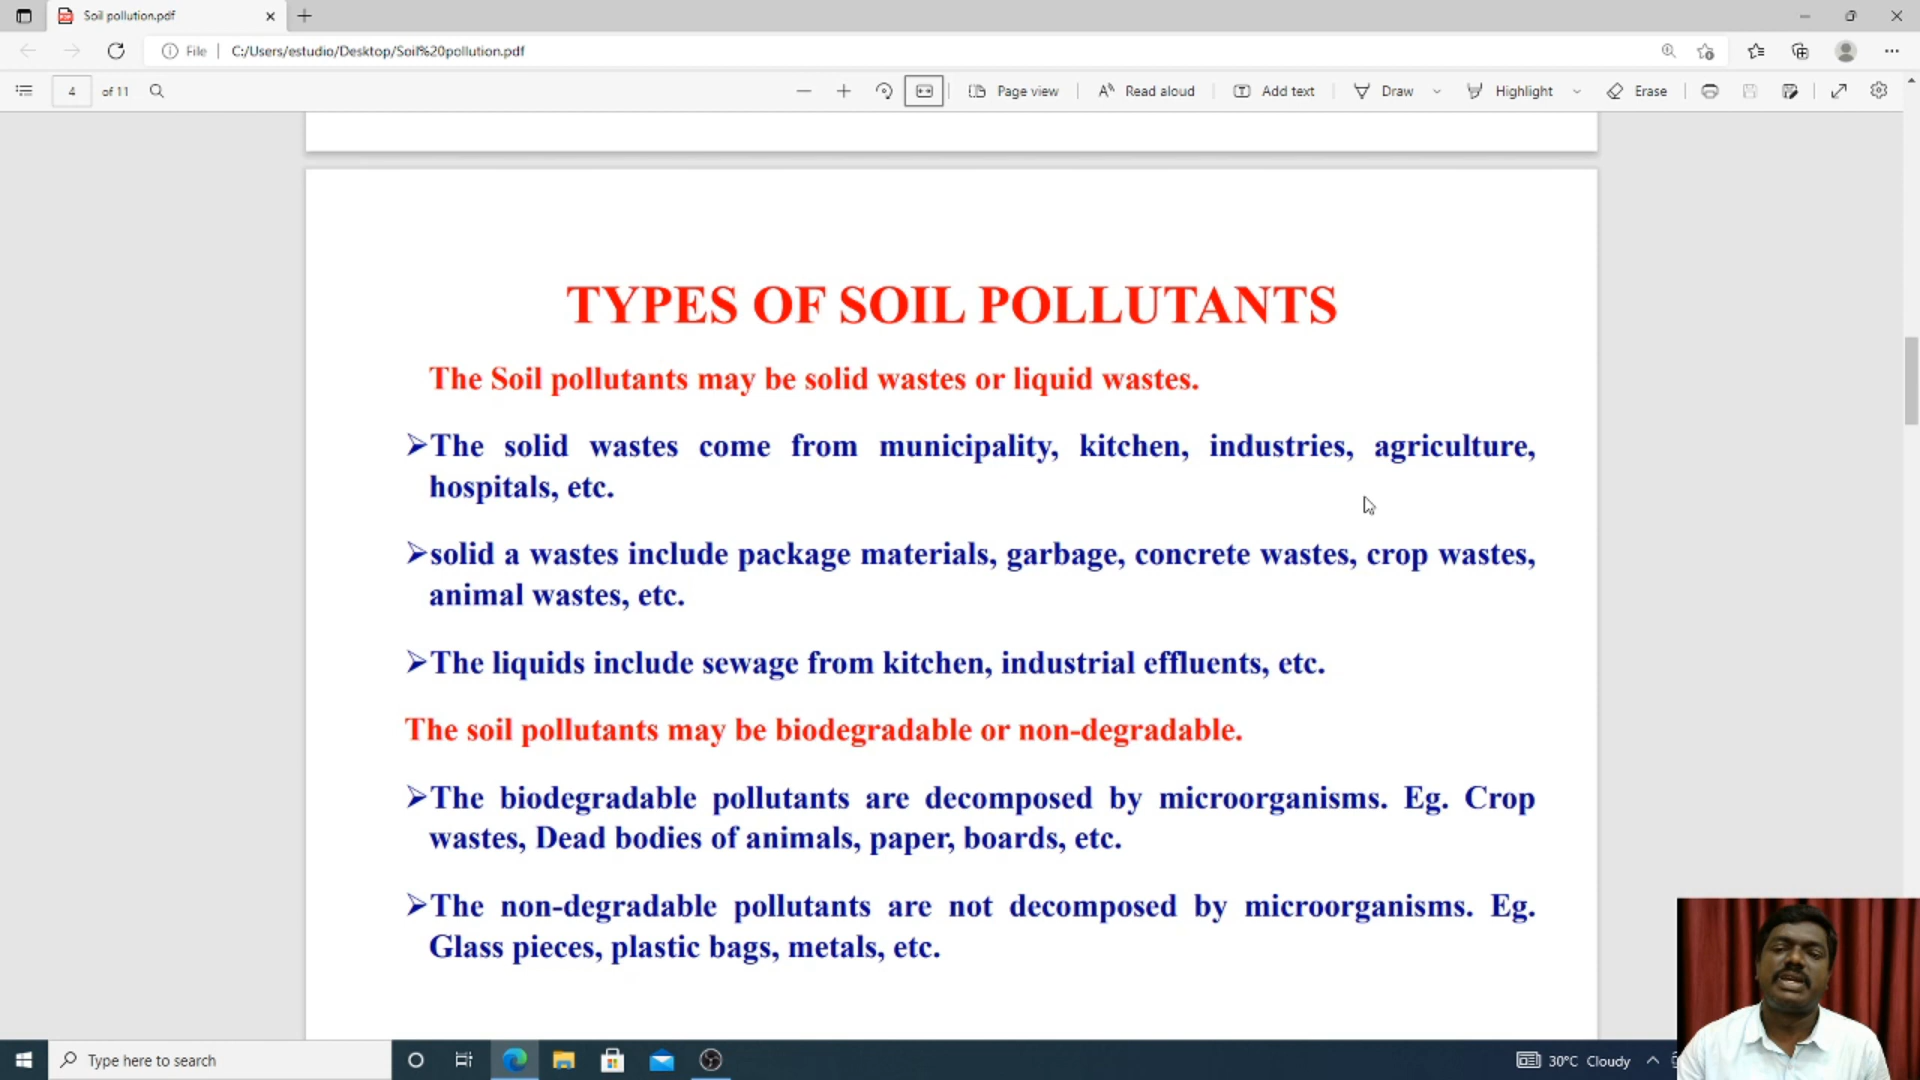 Soil pollution.pdf
File
C:/Users/estudio/Desktop/Soil%20pollution.pdf
4 of 11
Page view
Read aloud
Add text
Draw
Highlight
Erase
TYPES OF SOIL POLLUTANTS
The Soil pollutants may be solid wastes or liquid wastes.
➢The solid wastes come from municipality, kitchen, industries, agriculture,
hospitals, etc.
➢solid a wastes include package materials, garbage, concrete wastes, crop wastes,
animal wastes, etc.
➢The liquids include sewage from kitchen, industrial effluents, etc.
The soil pollutants may be biodegradable or non-degradable.
➢The biodegradable pollutants are decomposed by microorganisms. Eg. Crop
wastes, Dead bodies of animals, paper, boards, etc.
➢The non-degradable pollutants are not decomposed by microorganisms. Eg.
Glass pieces, plastic bags, metals, etc.
Type here to search
30°C Cloudy